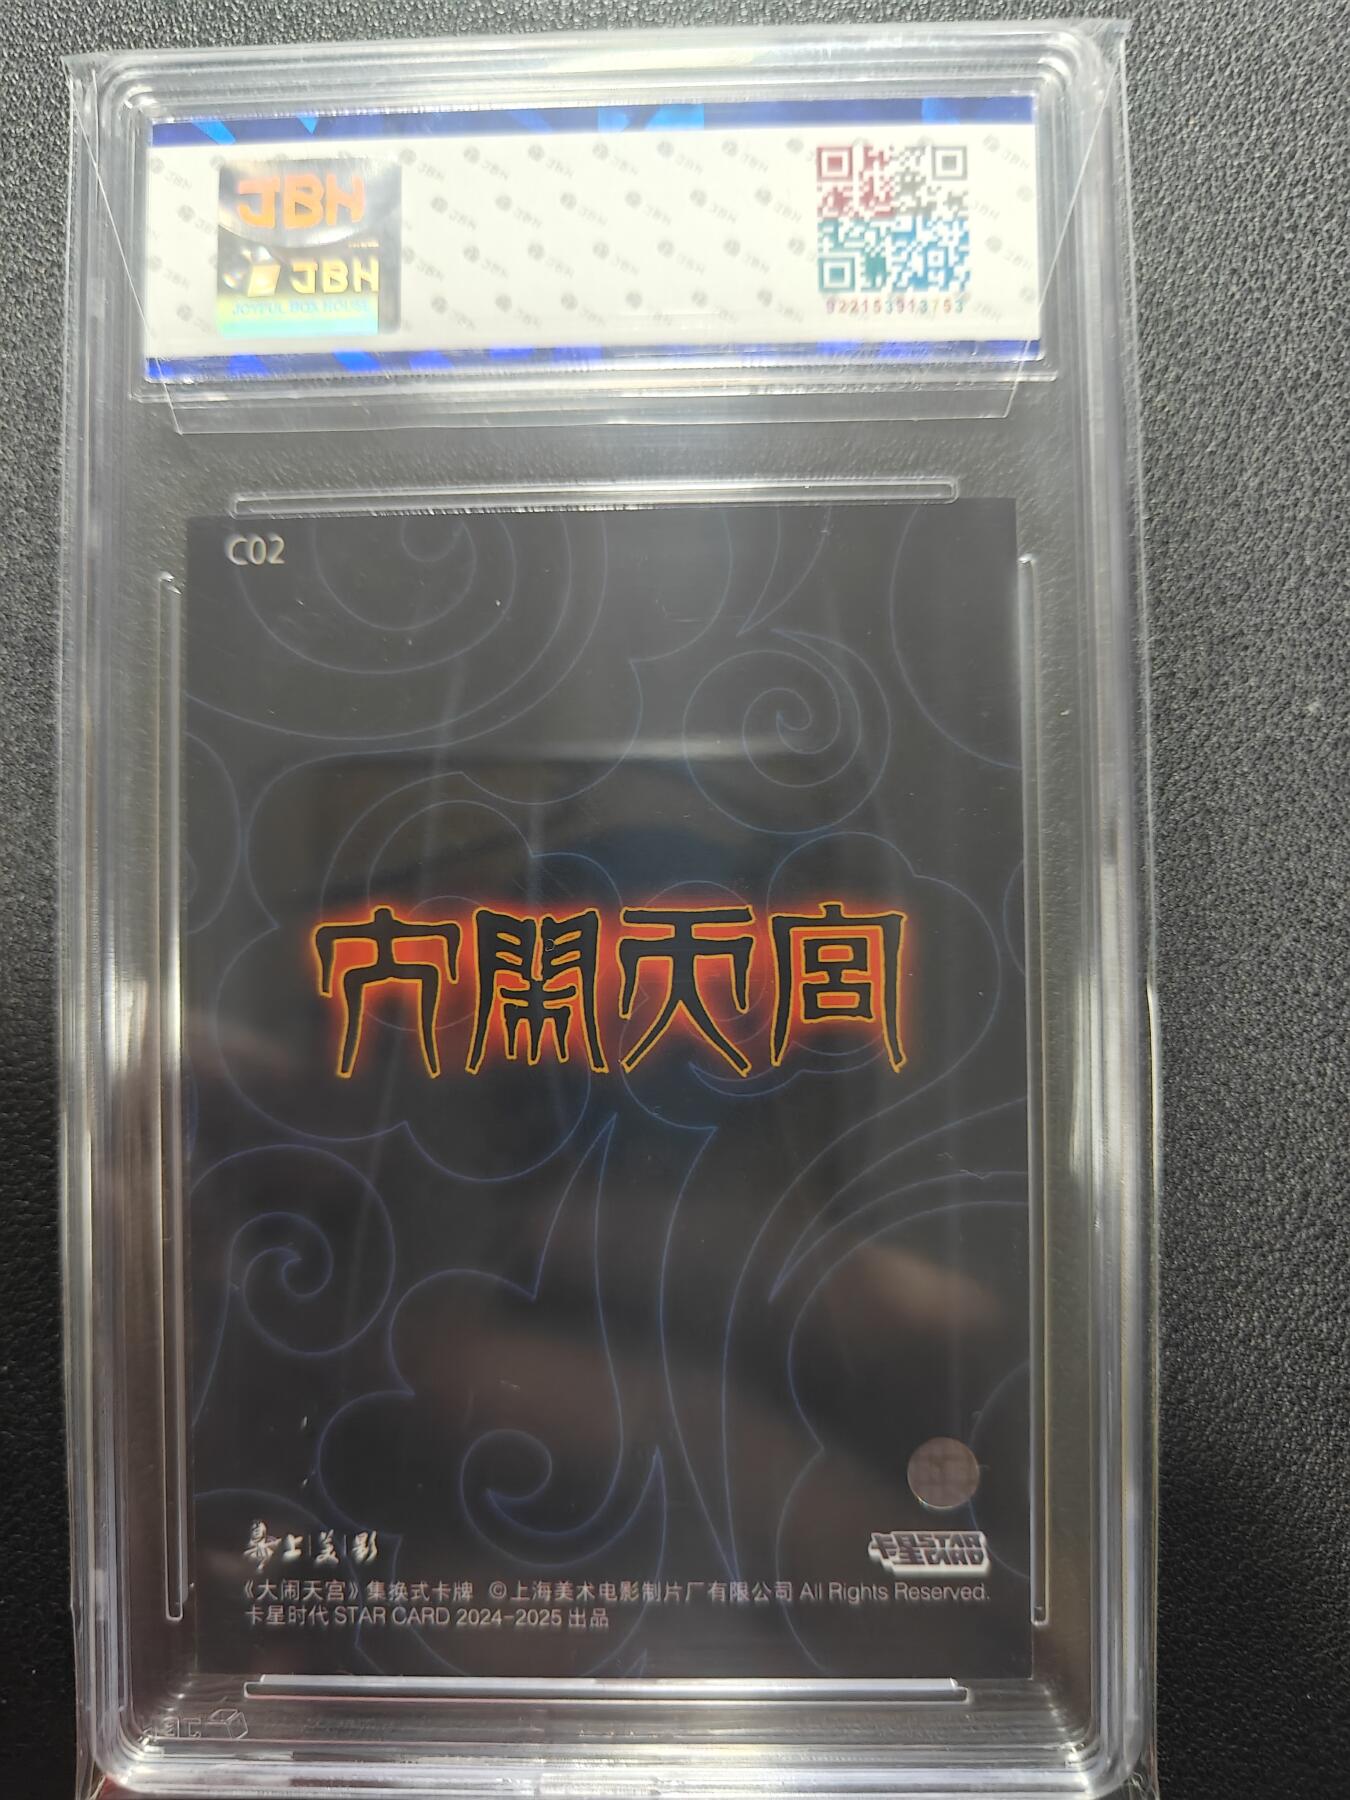 JBH
JBH
JOYFUL BOX HOUSE
922153913753
C02
大鬧天宮
上|美|影
卡星 STAR CARD
《大闹天宫》集换式卡牌 ©上海美术电影制片厂有限公司 All Rights Reserved.
卡星时代 STAR CARD 2024-2025 出品